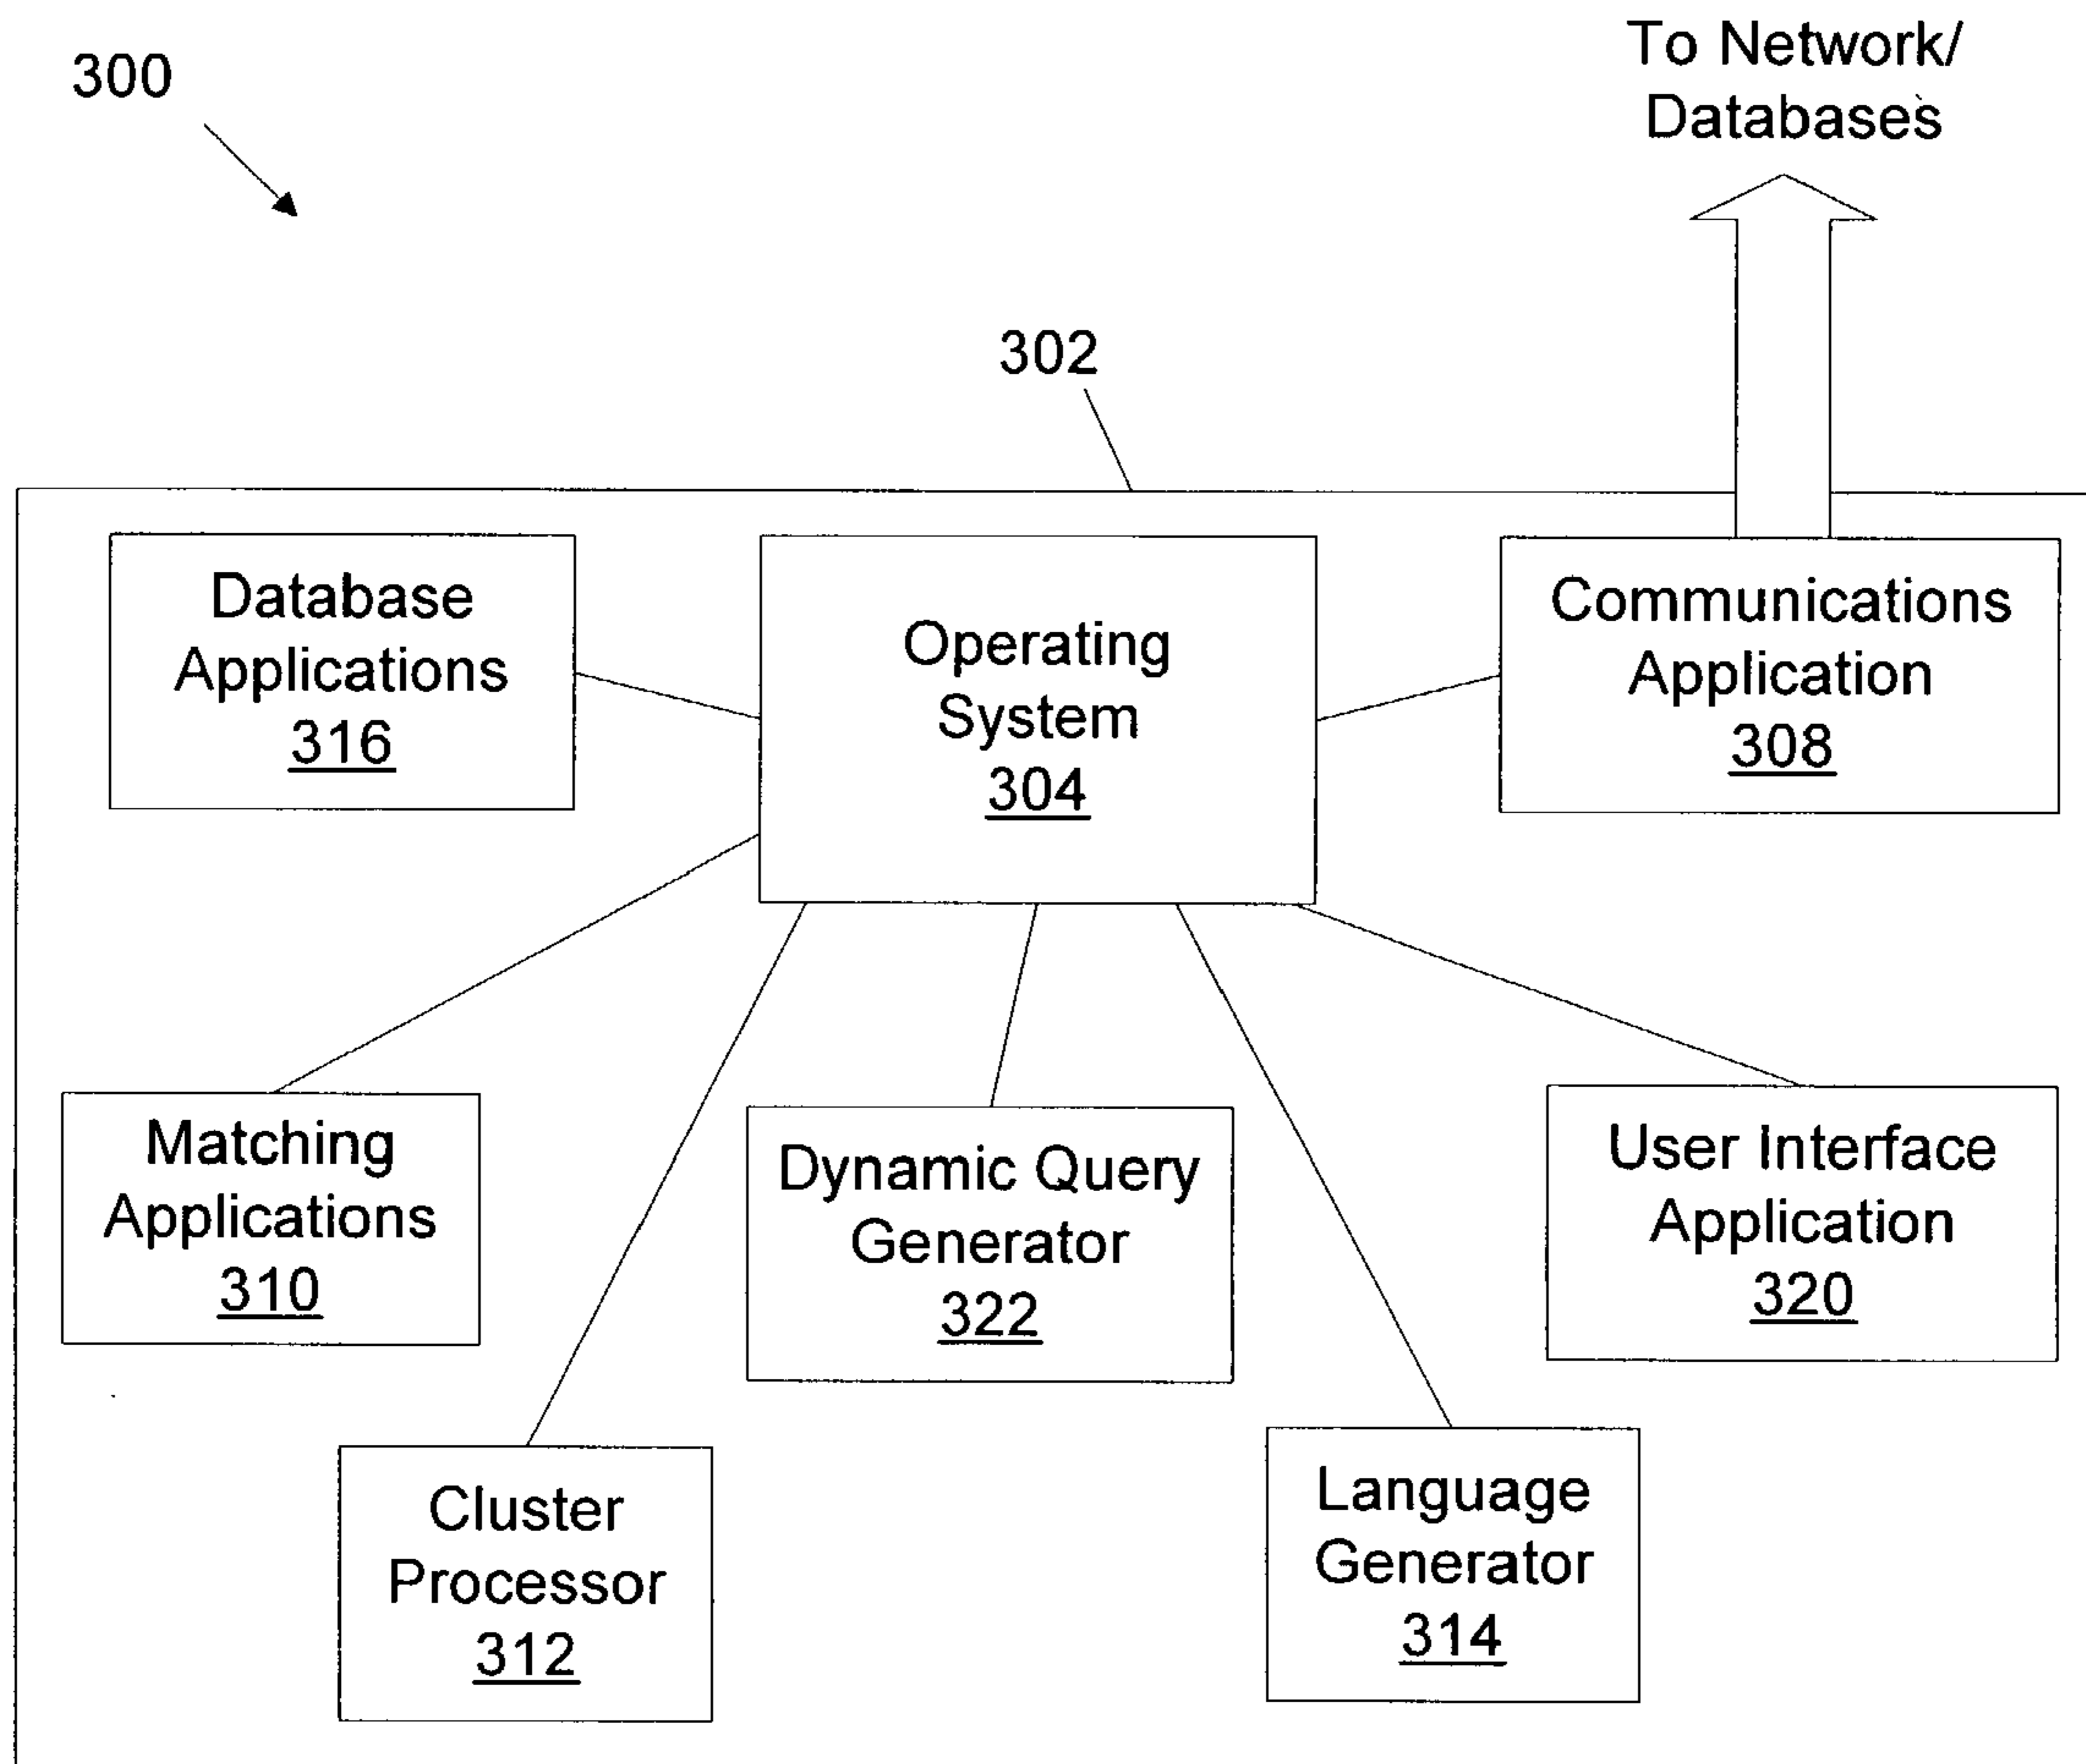 To Network/
Databases
300
302
Database
Applications
316
Operating
System
304
Communications
Application
308
Matching
Applications
310
Dynamic Query
Generator
322
User Interface
Application
320
Cluster
Processor
312
Language
Generator
314